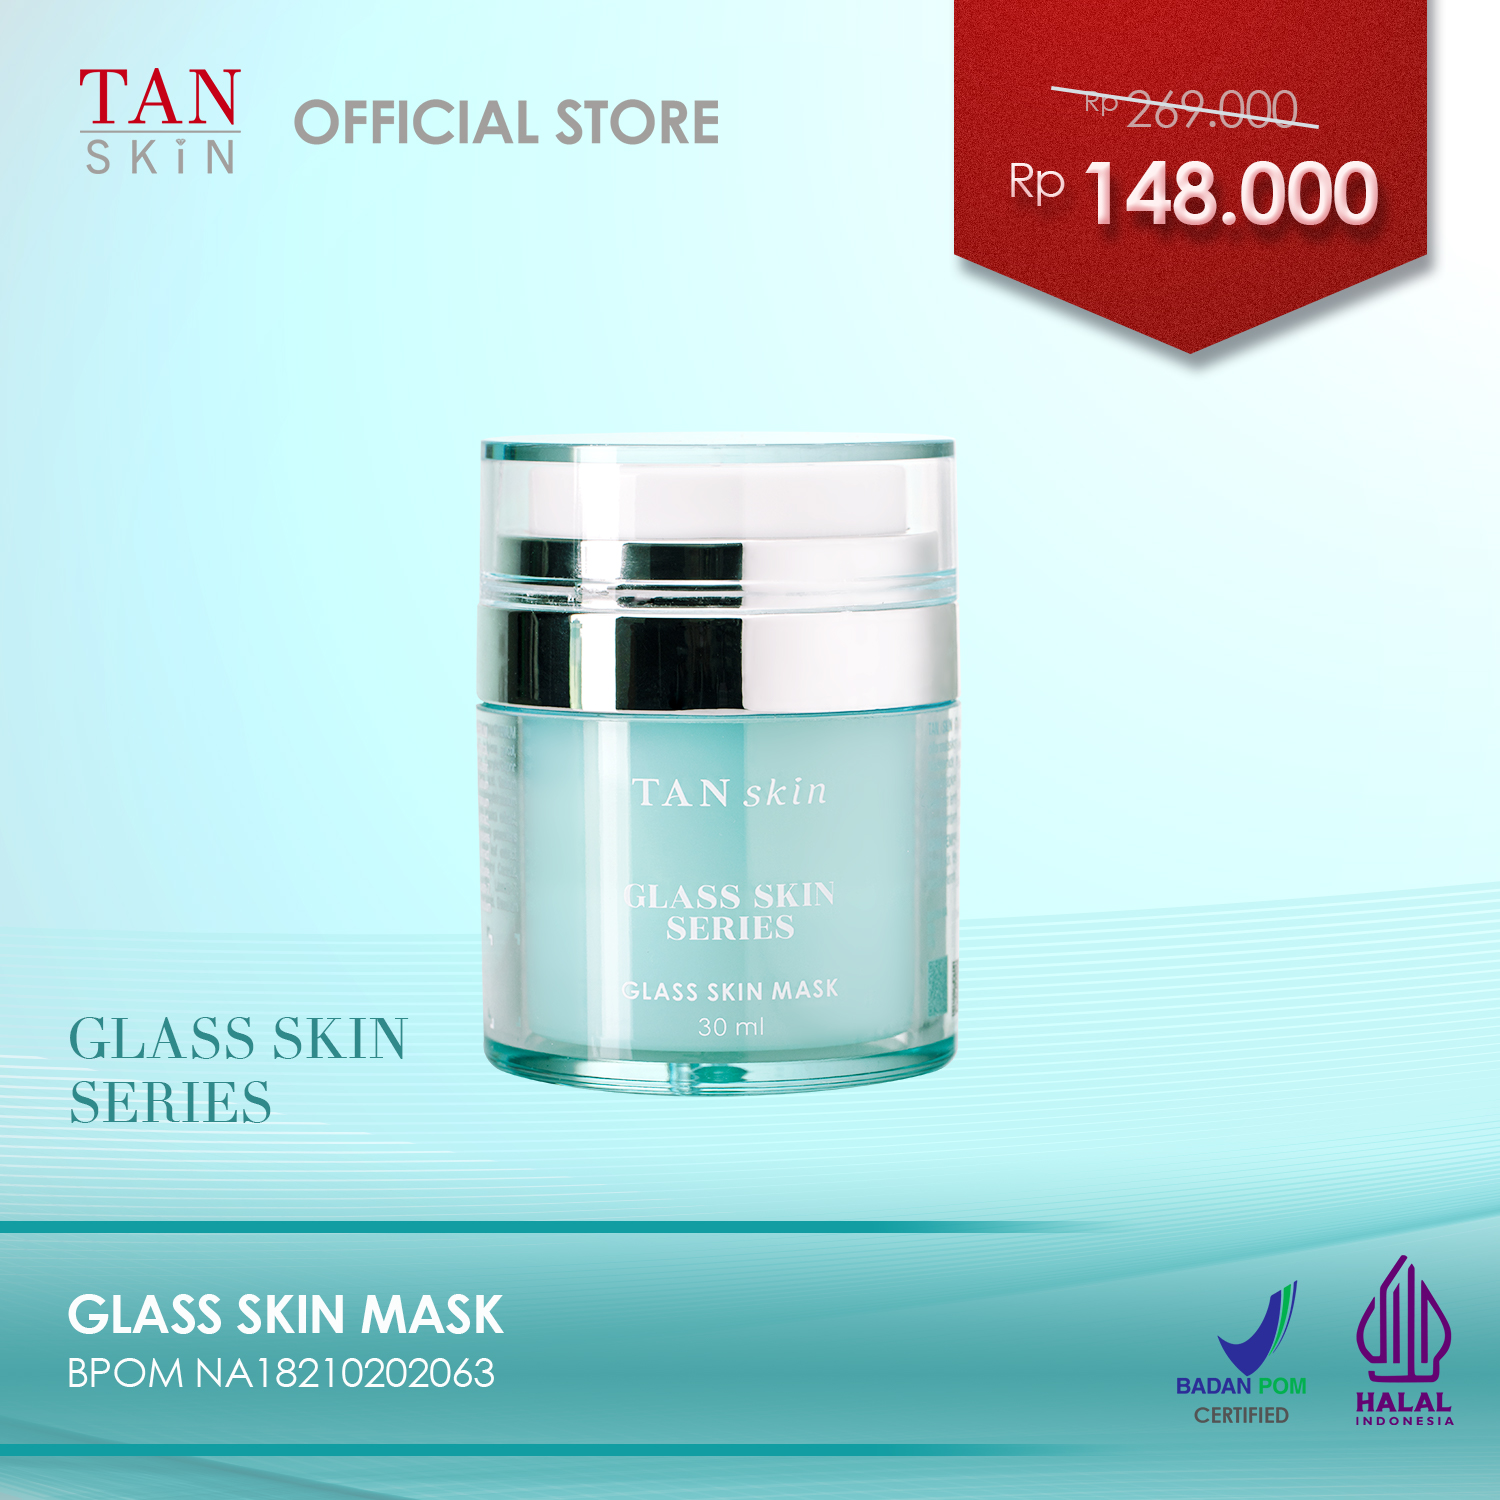 TAN
SKiN
OFFICIAL STORE
Rp 269.000
Rp 148.000
TAN skin
GLASS SKIN
SERIES
GLASS SKIN MASK
30 ml
GLASS SKIN
SERIES
GLASS SKIN MASK
BPOM NA18210202063
BADAN POM
CERTIFIED
HALAL
INDONESIA